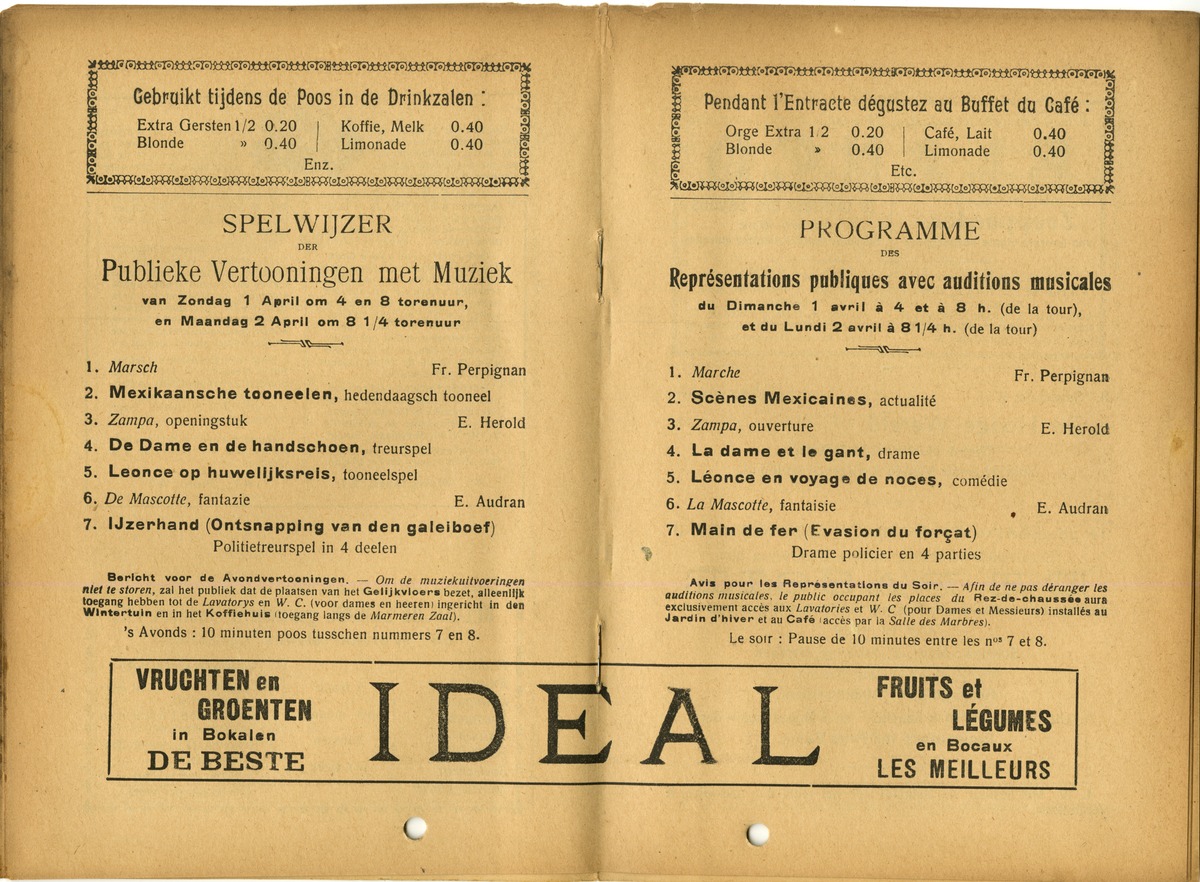 Gebruikt tijdens de Poos in de Drinkzalen :
Extra Gersten 1/2 0.20 | Koffie, Melk 0.40
Blonde » 0.40 | Limonade 0.40
Enz.
SPELWIJZER
DER
Publieke Vertooningen met Muziek
van Zondag 1 April om 4 en 8 torenuur,
en Maandag 2 April om 8 1/4 torenuur
1. Marsch Fr. Perpignan
2. Mexikaansche tooneelen, hedendaagsch tooneel
3. Zampa, openingstuk E. Herold
4. De Dame en de handschoen, treurspel
5. Leonce op huwelijksreis, tooneelspel
6. De Mascotte, fantazie E. Audran
7. IJzerhand (Ontsnapping van den galeiboef)
Politietreurspel in 4 deelen
Bericht voor de Avondvertooningen. — Om de muziekuitvoeringen
niet te storen, zal het publiek dat de plaatsen van het Gelijkvloers bezet, alleenlijk
toegang hebben tot de Lavatorys en W. C. (voor dames en heeren) ingericht in den
Wintertuin en in het Koffiehuis (toegang langs de Marmeren Zaal).
's Avonds : 10 minuten poos tusschen nummers 7 en 8.
Pendant l'Entracte dégustez au Buffet du Café :
Orge Extra 1 2 0.20 | Café, Lait 0.40
Blonde » 0.40 | Limonade 0.40
Etc.
PROGRAMME
DES
Représentations publiques avec auditions musicales
du Dimanche 1 avril à 4 et à 8 h. (de la tour),
et du Lundi 2 avril à 8 1/4 h. (de la tour)
1. Marche Fr. Perpignan
2. Scènes Mexicaines, actualité
3. Zampa, ouverture E. Herold
4. La dame et le gant, drame
5. Léonce en voyage de noces, comédie
6. La Mascotte, fantaisie E. Audran
7. Main de fer (Evasion du forçat)
Drame policier en 4 parties
Avis pour les Représentations du Soir. — Afin de ne pas déranger les
auditions musicales, le public occupant les places du Rez-de-chaussée aura
exclusivement accès aux Lavatories et W. C (pour Dames et Messieurs) installés au
Jardin d'hiver et au Café (accès par la Salle des Marbres).
Le soir : Pause de 10 minutes entre les nos 7 et 8.
VRUCHTEN en
GROENTEN
in Bokalen
DE BESTE
IDEAL
FRUITS et
LÉGUMES
en Bocaux
LES MEILLEURS